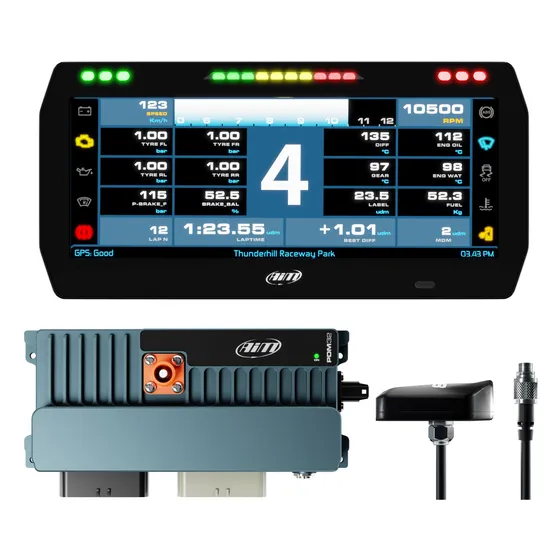 123
SPEED
Km/h
0 6 7 8 9 10 11 12
10500
RPM
1.00
TYRE FL
bar
1.00
TYRE FR
bar
4
135
DIFF
°C
112
ENG OIL
°C
1.00
TYRE RL
bar
1.00
TYRE RR
bar
97
GEAR
°C
98
ENG WAT
°C
115
P-BRAKE_F
bar
52.5
BRAKE_BAL
%
23.5
LABEL
udm
52.3
FUEL
Kg
12
LAP N
1:23.55 udm
LAPTIME
+1.01 udm
BEST DIFF
2 udm
MDM
ABS
OFF
GPS: Good Thunderhill Raceway Park 03.43 PM
AiM
AiM
PDM32